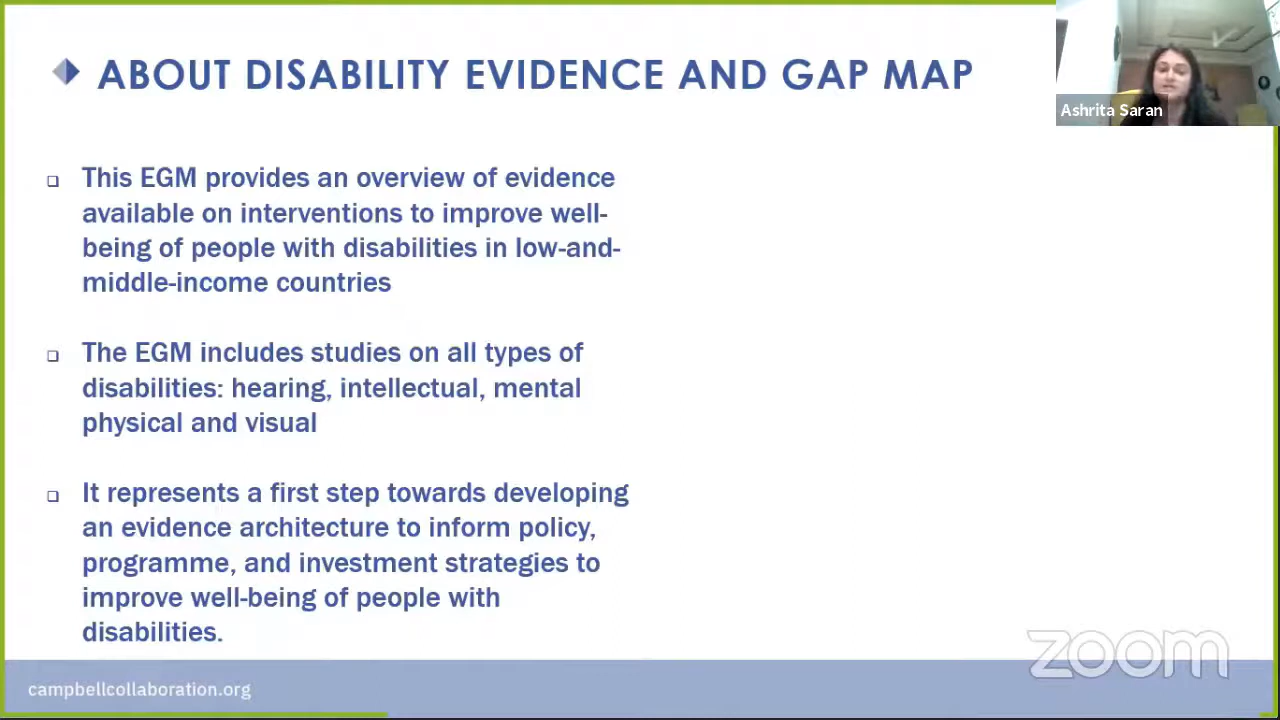 ABOUT DISABILITY EVIDENCE AND GAP MAP
Ashrita Saran
This EGM provides an overview of evidence
available on interventions to improve well-
being of people with disabilities in low-and-
middle-income countries
The EGM includes studies on all types of
disabilities: hearing, intellectual, mental
physical and visual
It represents a first step towards developing
an evidence architecture to inform policy,
programme, and investment strategies to
improve well-being of people with
disabilities.
zoom
campbellcollaboration.org